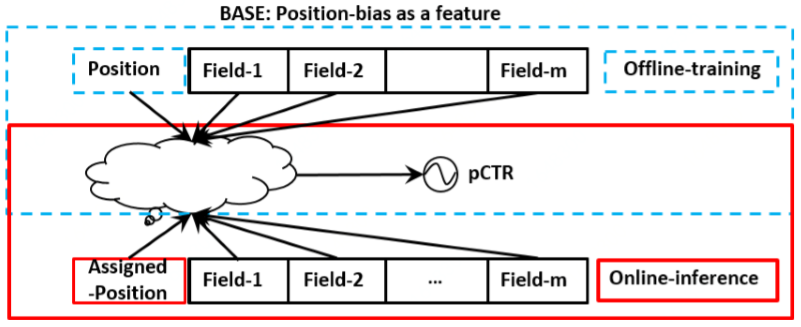 BASE: Position-bias as a feature
Position Field-1 Field-2 Field-m Offline-training
pCTR
Assigned
-Position Field-1 Field-2 ... Field-m Online-inference